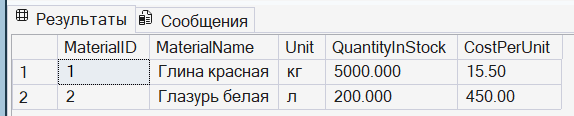 Результаты Сообщения
MaterialID MaterialName Unit QuantityInStock CostPerUnit
1 1 Глина красная кг 5000.000 15.50
2 2 Глазурь белая л 200.000 450.00